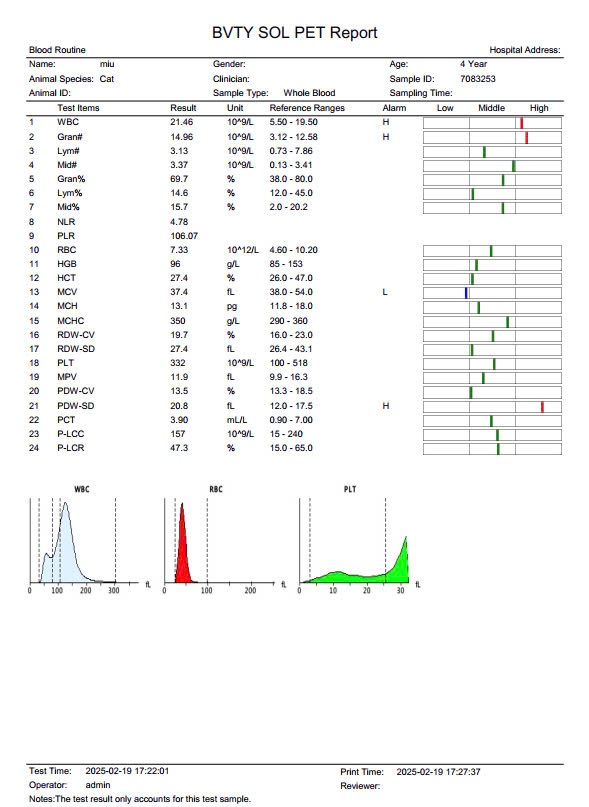 BVTY SOL PET Report
Blood Routine Hospital Address:
Name: miu Gender: Age: 4 Year
Animal Species: Cat Clinician: Sample ID: 7083253
Animal ID: Sample Type: Whole Blood Sampling Time:
Test Items Result Unit Reference Ranges Alarm Low Middle High
1 WBC 21.46 10^9/L 5.50 - 19.50 H
2 Gran# 14.96 10^9/L 3.12 - 12.58 H
3 Lym# 3.13 10^9/L 0.73 - 7.86
4 Mid# 3.37 10^9/L 0.13 - 3.41
5 Gran% 69.7 % 38.0 - 80.0
6 Lym% 14.6 % 12.0 - 45.0
7 Mid% 15.7 % 2.0 - 20.2
8 NLR 4.78
9 PLR 106.07
10 RBC 7.33 10^12/L 4.60 - 10.20
11 HGB 96 g/L 85 - 153
12 HCT 27.4 % 26.0 - 47.0
13 MCV 37.4 fL 38.0 - 54.0 L
14 MCH 13.1 pg 11.8 - 18.0
15 MCHC 350 g/L 290 - 360
16 RDW-CV 19.7 % 16.0 - 23.0
17 RDW-SD 27.4 fL 26.4 - 43.1
18 PLT 332 10^9/L 100 - 518
19 MPV 11.9 fL 9.9 - 16.3
20 PDW-CV 13.5 % 13.3 - 18.5
21 PDW-SD 20.8 fL 12.0 - 17.5 H
22 PCT 3.90 mL/L 0.90 - 7.00
23 P-LCC 157 10^9/L 15 - 240
24 P-LCR 47.3 % 15.0 - 65.0
WBC RBC PLT
0 100 200 300 fL 0 100 200 fL 0 10 20 30 fL
Test Time: 2025-02-19 17:22:01 Print Time: 2025-02-19 17:27:37
Operator: admin Reviewer:
Notes:The test result only accounts for this test sample.